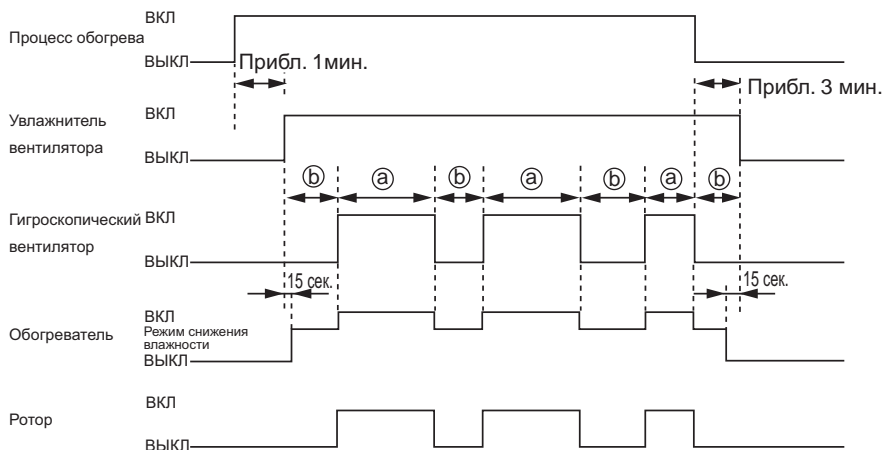 ВКЛ
Процесс обогрева
ВЫКЛ
Прибл. 1мин.
Прибл. 3 мин.
ВКЛ
Увлажнитель
вентилятора
ВЫКЛ
b a b a b a b
ВКЛ
Гигроскопический
вентилятор
ВЫКЛ
15 сек.
15 сек.
ВКЛ
Обогреватель
Режим снижения
влажности
ВЫКЛ
ВКЛ
Ротор
ВЫКЛ